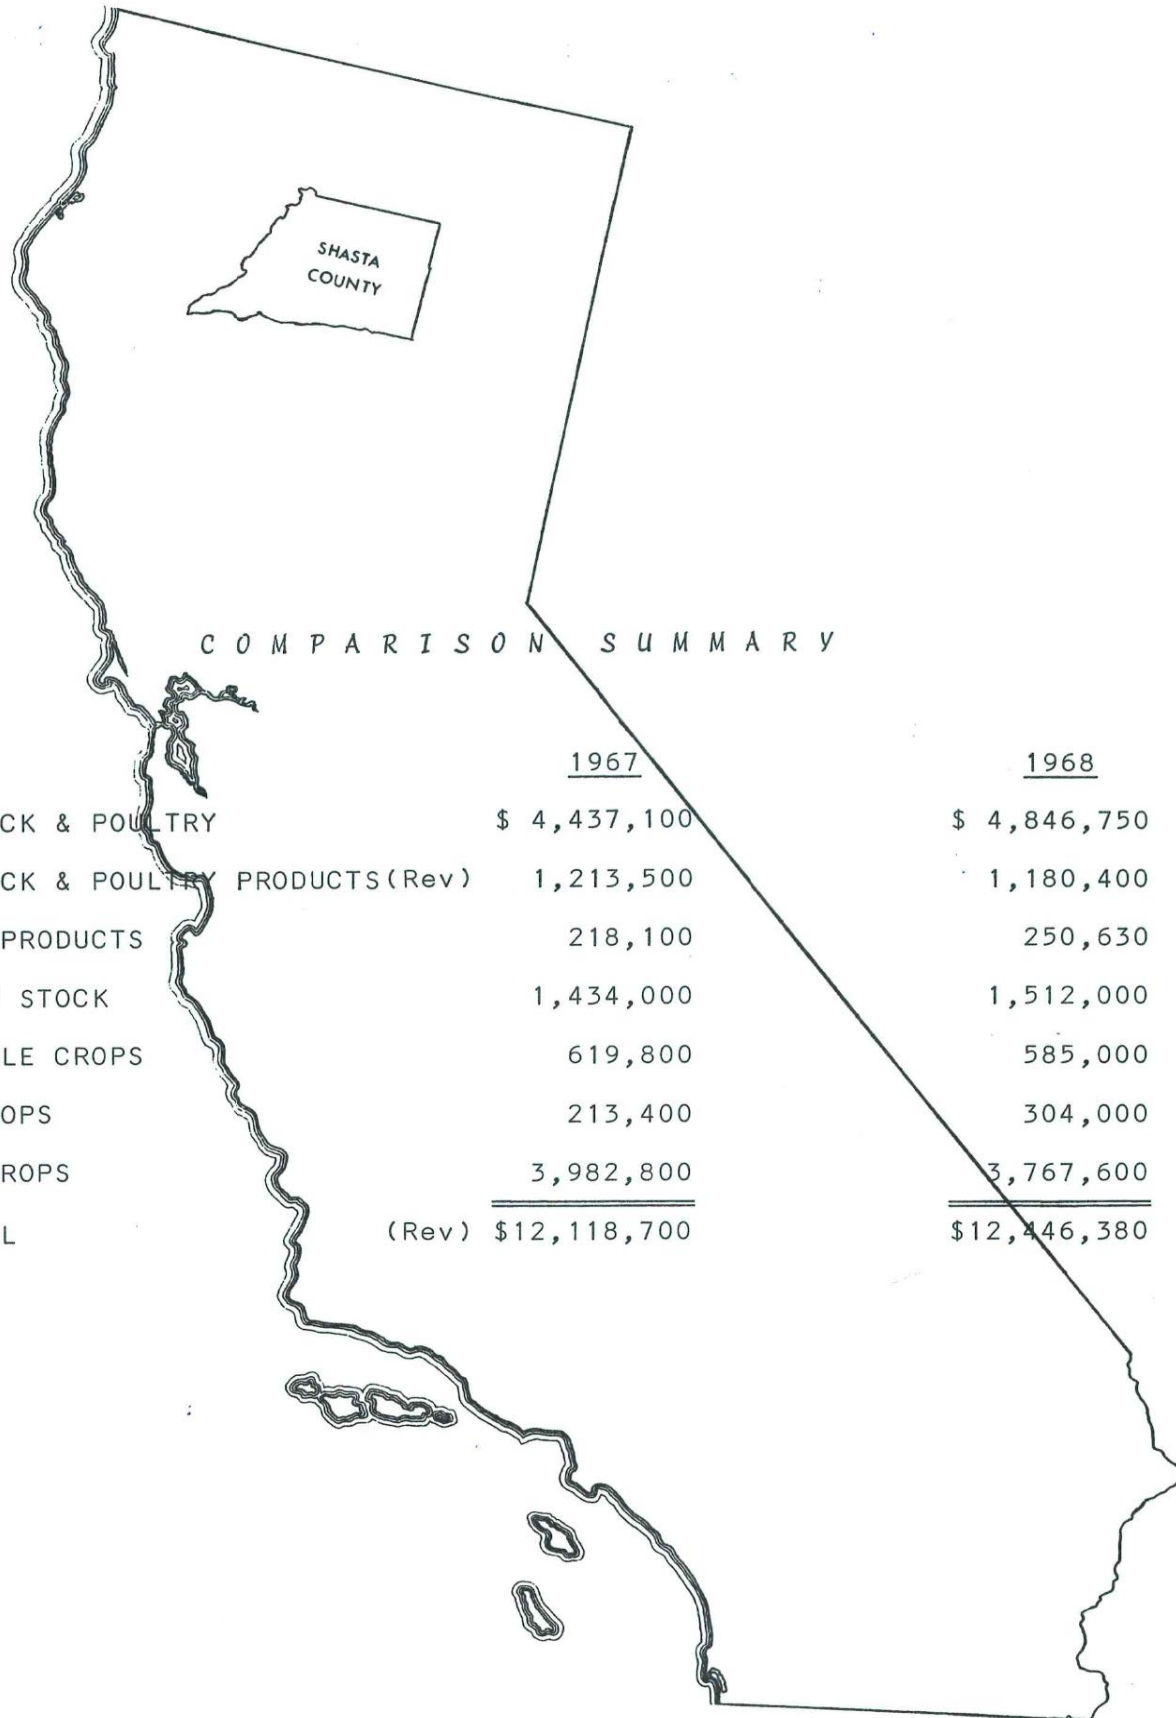 SHASTA
COUNTY
COMPARISON SUMMARY
1967 1968
CK & POULTRY $ 4,437,100 $ 4,846,750
CK & POULTRY PRODUCTS(Rev) 1,213,500 1,180,400
PRODUCTS 218,100 250,630
STOCK 1,434,000 1,512,000
LE CROPS 619,800 585,000
OPS 213,400 304,000
ROPS 3,982,800 3,767,600
L (Rev) $12,118,700 $12,446,380